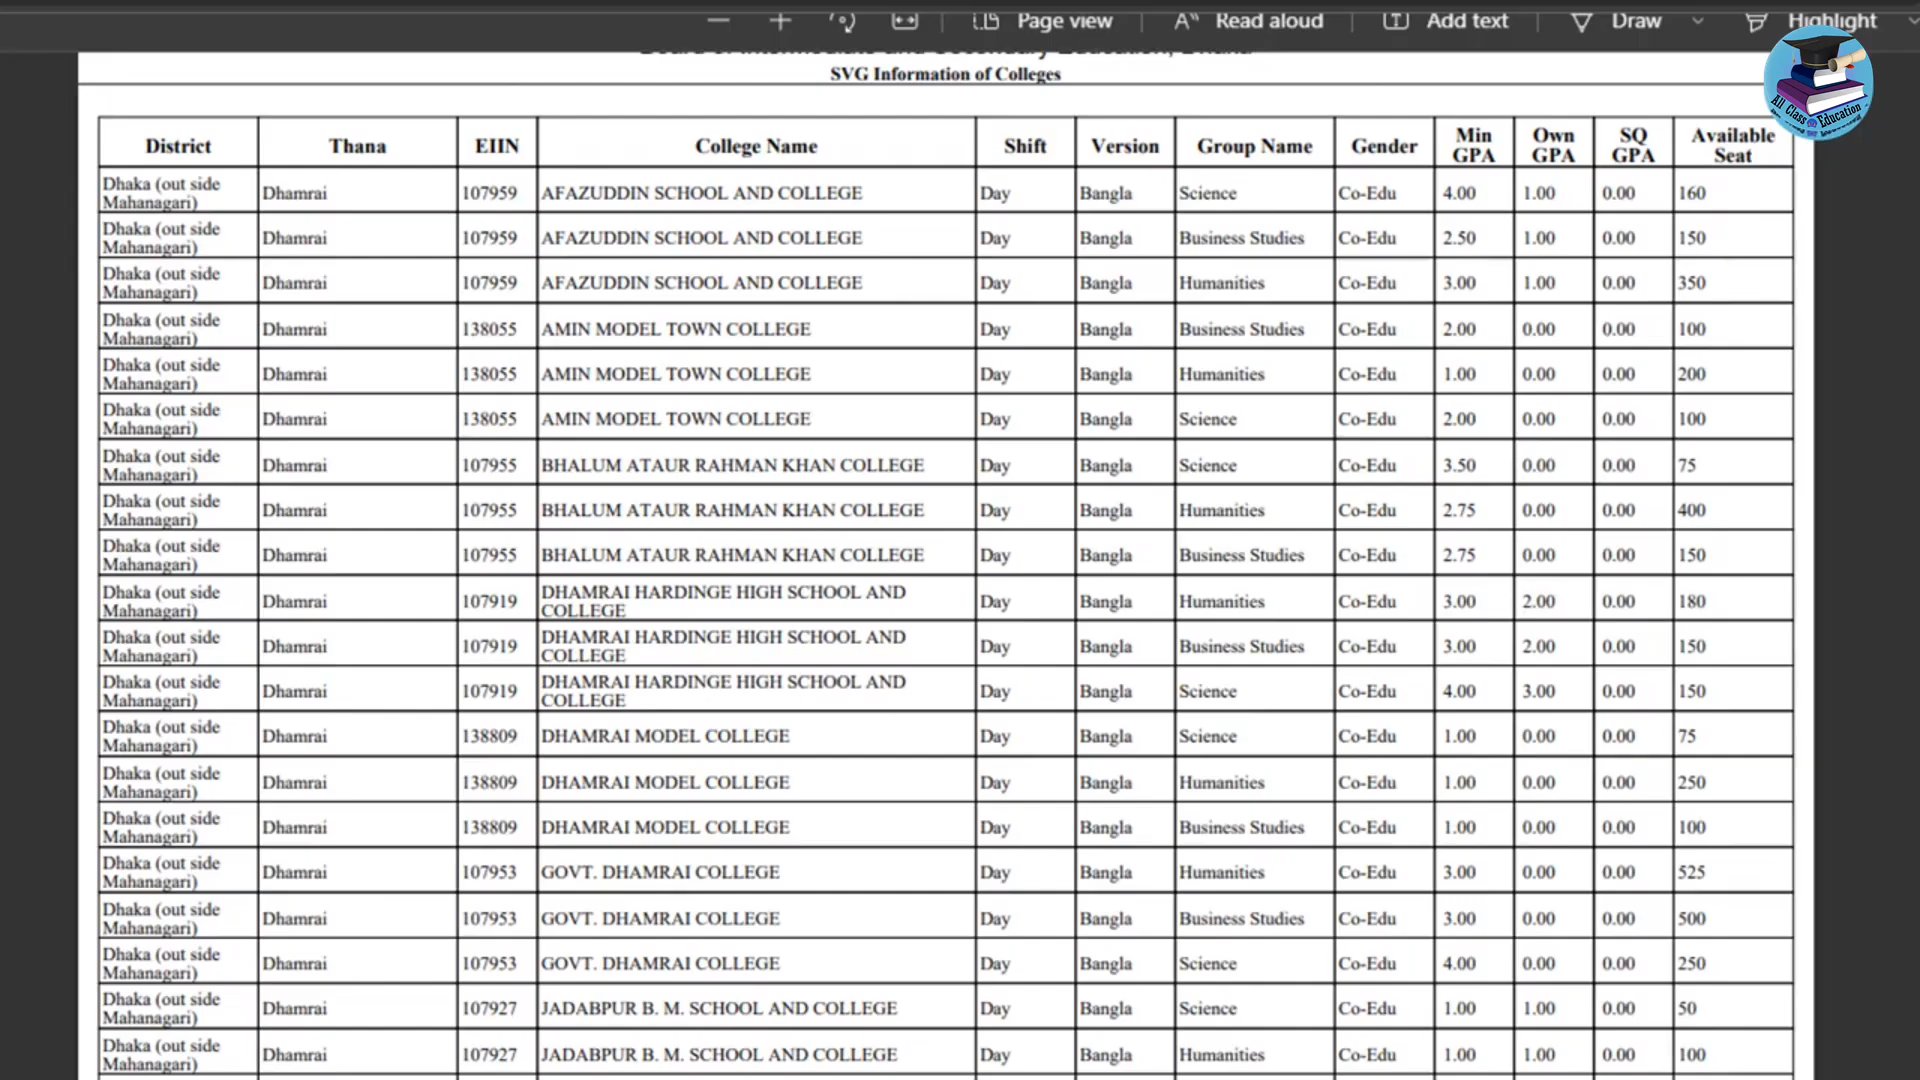 Page view
Read aloud
Add text
Draw
Highlight
Board of Intermediate and Secondary Education, Dhaka
SVG Information of Colleges
All Class Education
District Thana EIIN College Name Shift Version Group Name Gender Min GPA Own GPA SQ GPA Available Seat
Dhaka (out side Mahanagari) Dhamrai 107959 AFAZUDDIN SCHOOL AND COLLEGE Day Bangla Science Co-Edu 4.00 1.00 0.00 160
Dhaka (out side Mahanagari) Dhamrai 107959 AFAZUDDIN SCHOOL AND COLLEGE Day Bangla Business Studies Co-Edu 2.50 1.00 0.00 150
Dhaka (out side Mahanagari) Dhamrai 107959 AFAZUDDIN SCHOOL AND COLLEGE Day Bangla Humanities Co-Edu 3.00 1.00 0.00 350
Dhaka (out side Mahanagari) Dhamrai 138055 AMIN MODEL TOWN COLLEGE Day Bangla Business Studies Co-Edu 2.00 0.00 0.00 100
Dhaka (out side Mahanagari) Dhamrai 138055 AMIN MODEL TOWN COLLEGE Day Bangla Humanities Co-Edu 1.00 0.00 0.00 200
Dhaka (out side Mahanagari) Dhamrai 138055 AMIN MODEL TOWN COLLEGE Day Bangla Science Co-Edu 2.00 0.00 0.00 100
Dhaka (out side Mahanagari) Dhamrai 107955 BHALUM ATAUR RAHMAN KHAN COLLEGE Day Bangla Science Co-Edu 3.50 0.00 0.00 75
Dhaka (out side Mahanagari) Dhamrai 107955 BHALUM ATAUR RAHMAN KHAN COLLEGE Day Bangla Humanities Co-Edu 2.75 0.00 0.00 400
Dhaka (out side Mahanagari) Dhamrai 107955 BHALUM ATAUR RAHMAN KHAN COLLEGE Day Bangla Business Studies Co-Edu 2.75 0.00 0.00 150
Dhaka (out side Mahanagari) Dhamrai 107919 DHAMRAI HARDINGE HIGH SCHOOL AND COLLEGE Day Bangla Humanities Co-Edu 3.00 2.00 0.00 180
Dhaka (out side Mahanagari) Dhamrai 107919 DHAMRAI HARDINGE HIGH SCHOOL AND COLLEGE Day Bangla Business Studies Co-Edu 3.00 2.00 0.00 150
Dhaka (out side Mahanagari) Dhamrai 107919 DHAMRAI HARDINGE HIGH SCHOOL AND COLLEGE Day Bangla Science Co-Edu 4.00 3.00 0.00 150
Dhaka (out side Mahanagari) Dhamrai 138809 DHAMRAI MODEL COLLEGE Day Bangla Science Co-Edu 1.00 0.00 0.00 75
Dhaka (out side Mahanagari) Dhamrai 138809 DHAMRAI MODEL COLLEGE Day Bangla Humanities Co-Edu 1.00 0.00 0.00 250
Dhaka (out side Mahanagari) Dhamrai 138809 DHAMRAI MODEL COLLEGE Day Bangla Business Studies Co-Edu 1.00 0.00 0.00 100
Dhaka (out side Mahanagari) Dhamrai 107953 GOVT. DHAMRAI COLLEGE Day Bangla Humanities Co-Edu 3.00 0.00 0.00 525
Dhaka (out side Mahanagari) Dhamrai 107953 GOVT. DHAMRAI COLLEGE Day Bangla Business Studies Co-Edu 3.00 0.00 0.00 500
Dhaka (out side Mahanagari) Dhamrai 107953 GOVT. DHAMRAI COLLEGE Day Bangla Science Co-Edu 4.00 0.00 0.00 250
Dhaka (out side Mahanagari) Dhamrai 107927 JADABPUR B. M. SCHOOL AND COLLEGE Day Bangla Science Co-Edu 1.00 1.00 0.00 50
Dhaka (out side Mahanagari) Dhamrai 107927 JADABPUR B. M. SCHOOL AND COLLEGE Day Bangla Humanities Co-Edu 1.00 1.00 0.00 100